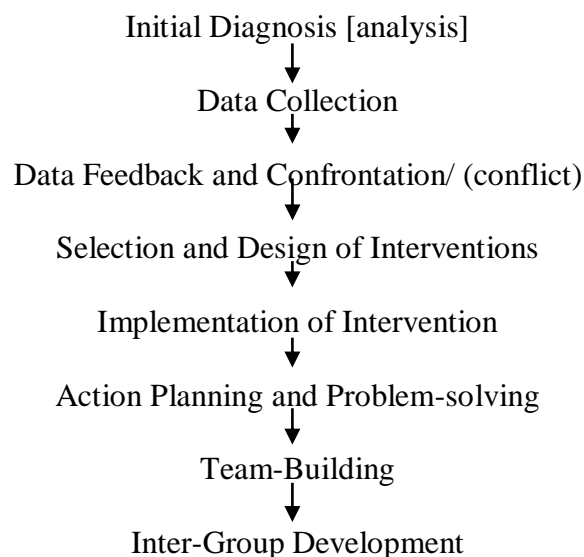 Initial Diagnosis [analysis]
Data Collection
Data Feedback and Confrontation/ (conflict)
Selection and Design of Interventions
Implementation of Intervention
Action Planning and Problem-solving
Team-Building
Inter-Group Development